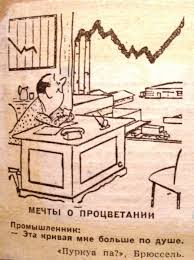 МЕЧТЫ О ПРОЦВЕТАНИИ
Промышленник:
— Эта кривая мне больше по душе.
«Пуркуа па?», Брюссель.